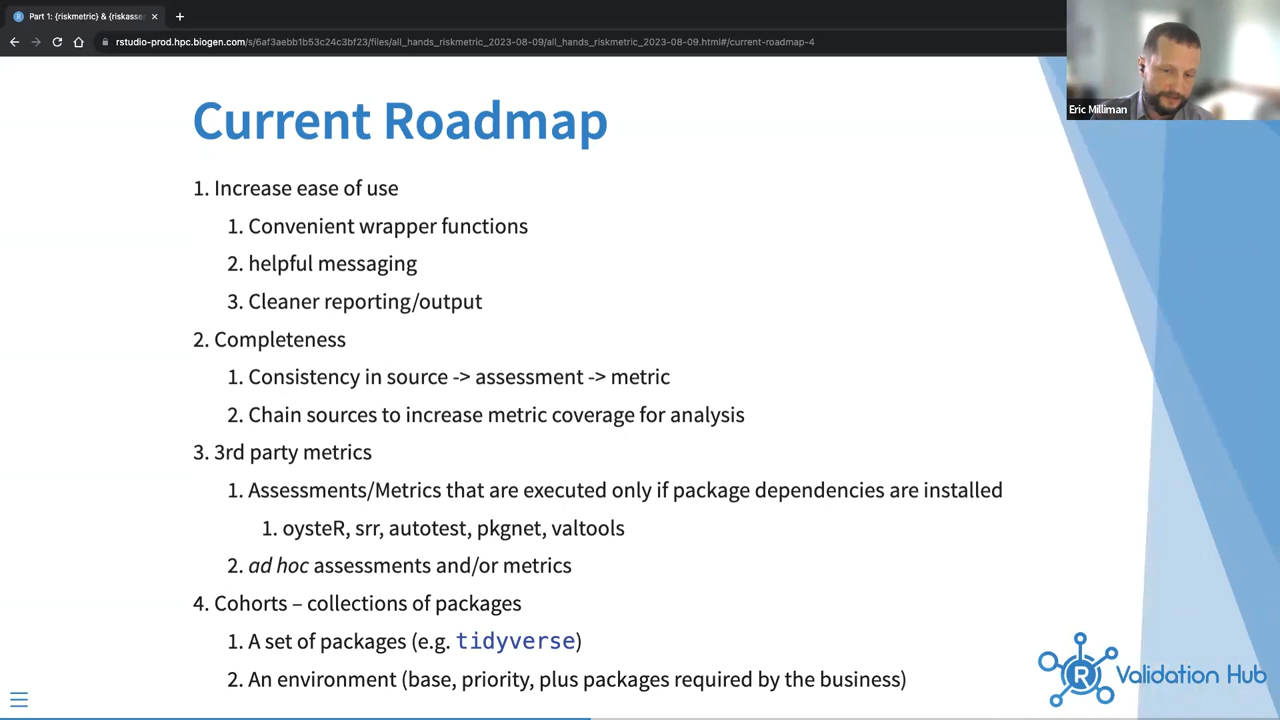 Part 1: {riskmetric} & {riskasse
rstudio-prod.hpc.biogen.com/s/6af3aebb1b53c24c3bf23/files/all_hands_riskmetric_2023-08-09/all_hands_riskmetric_2023-08-09.html#/current-roadmap-4
Eric Milliman
Current Roadmap
1. Increase ease of use
1. Convenient wrapper functions
2. helpful messaging
3. Cleaner reporting/output
2. Completeness
1. Consistency in source -> assessment -> metric
2. Chain sources to increase metric coverage for analysis
3. 3rd party metrics
1. Assessments/Metrics that are executed only if package dependencies are installed
1. oysteR, srr, autotest, pkgnet, valtools
2. ad hoc assessments and/or metrics
4. Cohorts – collections of packages
1. A set of packages (e.g. tidyverse)
2. An environment (base, priority, plus packages required by the business)
R Validation Hub